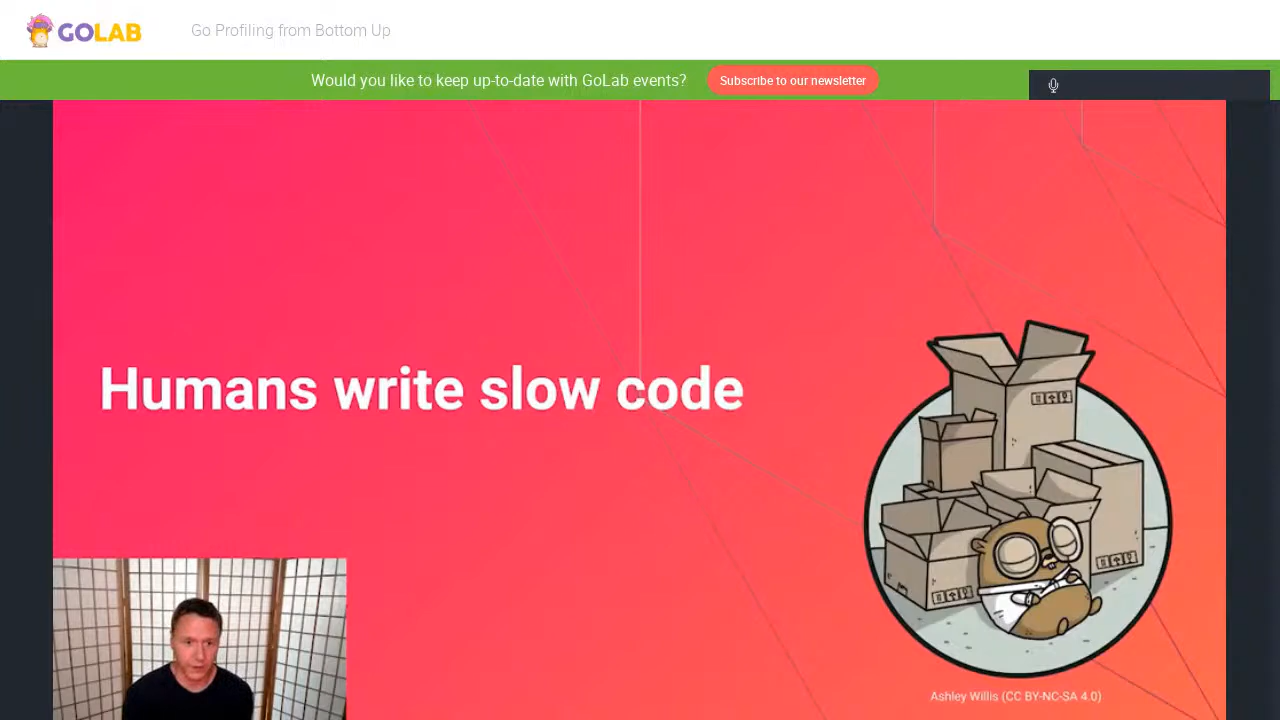 GOLAB
Go Profiling from Bottom Up
Would you like to keep up-to-date with GoLab events?
Subscribe to our newsletter
Humans write slow code
Ashley Willis (CC BY-NC-SA 4.0)